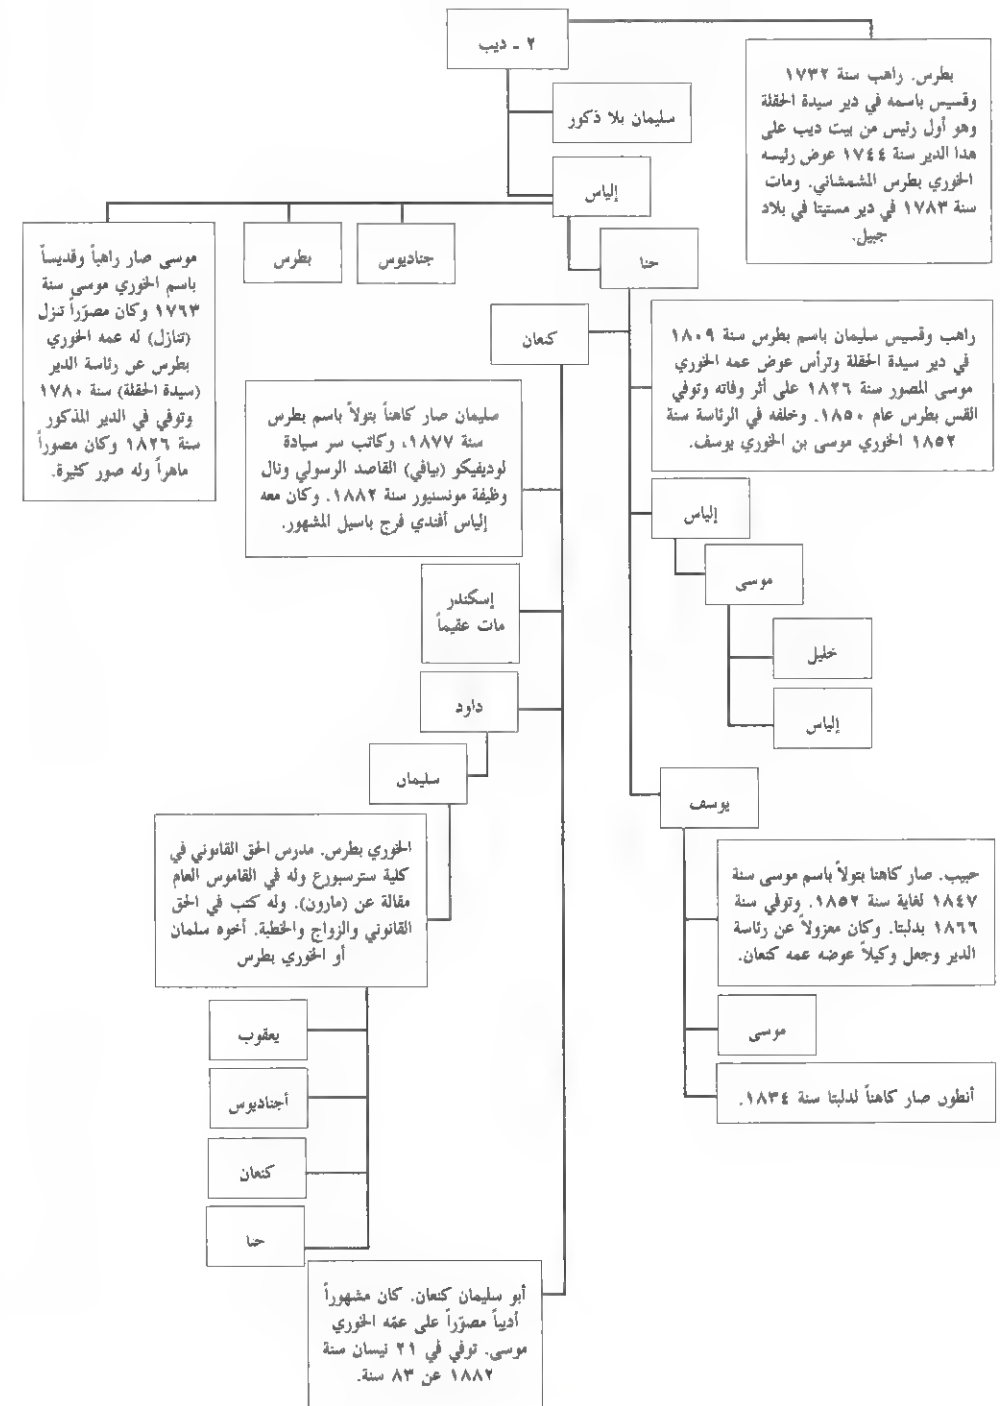 ٢ ـ ديب
بطرس. راهب سنة ١٧٣٢
وقسيس باسمه في دير سيدة الحقلة
وهو أول رئيس من بيت ديب على
هذا الدير سنة ١٧٤٤ عوض رئيسه
الخوري بطرس المشمشاني. ومات
سنة ١٧٨٣ في دير مستيتا في بلاد
جبيل.
سليمان بلا ذكور
إلياس
حنا
جناديوس
بطرس
موسى صار راهباً وقديساً
باسم الخوري موسى سنة
١٧٦٣ وكان مصوّراً تنزل
(تنازل) له عمه الخوري
بطرس عن رئاسة الدير
(سيدة الحقلة) سنة ١٧٨٠
وتوفي في الدير المذكور
سنة ١٨٢٦ وكان مصوراً
ماهراً وله صور كثيرة.
كنعان
راهب وقسيس سليمان باسم بطرس سنة ١٨٠٩
في دير سيدة الحقلة وترأس عوض عمه الخوري
موسى المصور سنة ١٨٢٦ على أثر وفاته وتوفي
القس بطرس عام ١٨٥٠. وخلفه في الرئاسة سنة
١٨٥٢ الخوري موسى بن الخوري يوسف.
سليمان صار كاهناً بتولاً باسم بطرس
سنة ١٨٧٧، وكاتب سر سيادة
لوديفيكو (بيافي) القاصد الرسولي ونال
وظيفة مونسنيور سنة ١٨٨٢. وكان معه
إلياس أفندي فرج باسيل المشهور.
إلياس
موسى
خليل
إلياس
إسكندر
مات عقيماً
داود
سليمان
يوسف
الخوري بطرس. مدرس الحق القانوني في
كلية سترسبورغ وله في القاموس العام
مقالة عن (مارون). وله كتب في الحق
القانوني والزواج والخطبة. أخوه سلمان
أو الخوري بطرس
حبيب. صار كاهنا بتولاً باسم موسى سنة
١٨٤٧ لغاية سنة ١٨٥٢. وتوفي سنة
١٨٦٦ بدلبتا. وكان معزولاً عن رئاسة
الدير وجعل وكيلاً عوضه عمه كنعان.
موسى
أنطون صار كاهناً لدلبتا سنة ١٨٣٤.
يعقوب
أجناديوس
كنعان
حنا
أبو سليمان كنعان. كان مشهوراً
أديباً مصوّراً على عمّه الخوري
موسى. توفي في ٢١ نيسان سنة
١٨٨٢ عن ٨٣ سنة.